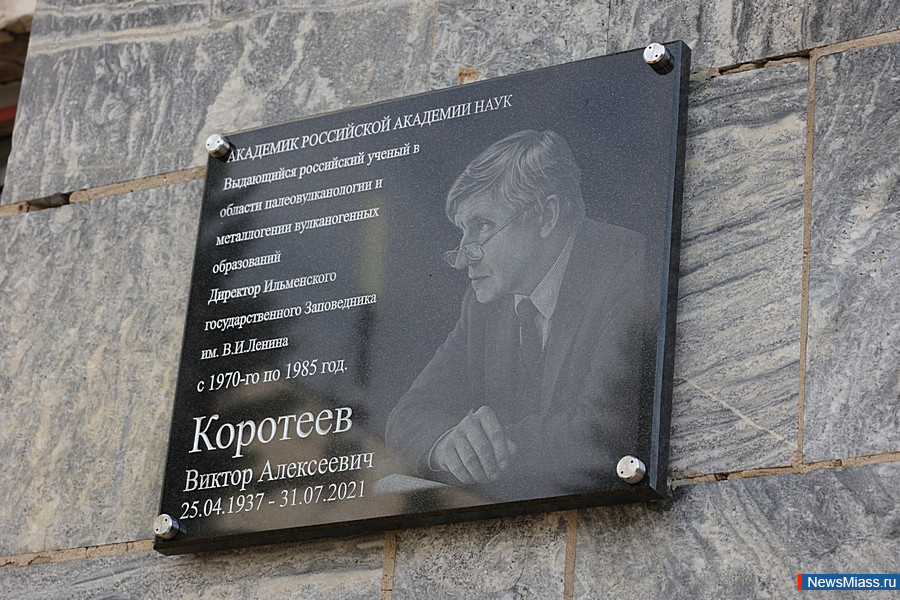 АКАДЕМИК РОССИЙСКОЙ АКАДЕМИИ НАУК
Выдающийся российский ученый в
области палеовулканологии и
металлогении вулканогенных
образований
Директор Ильменского
государственного Заповедника
им. В.И.Ленина
с 1970-го по 1985 год.
Коротеев
Виктор Алексеевич
25.04.1937 - 31.07.2021
NewsMiass.ru